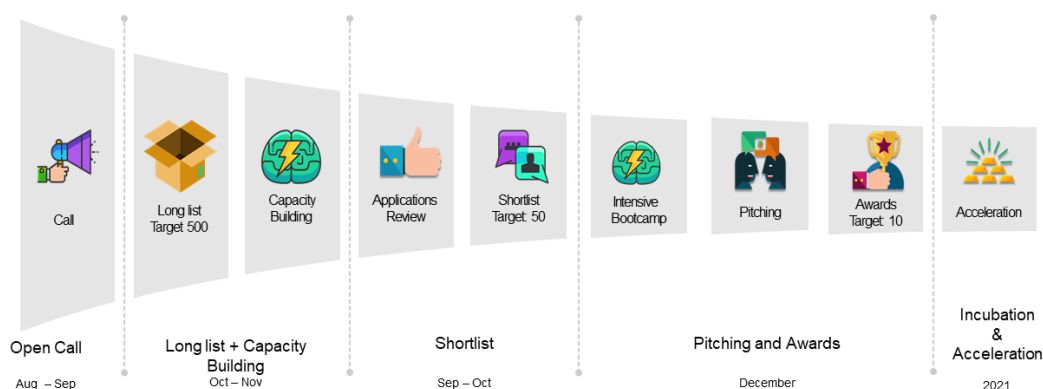 Call
Long list
Target 500
Capacity
Building
Applications
Review
Shortlist
Target: 50
Intensive
Bootcamp
Pitching
Awards
Target: 10
Acceleration
Open Call
Aug – Sep
Long list + Capacity
Building
Oct – Nov
Shortlist
Sep – Oct
Pitching and Awards
December
Incubation
&
Acceleration
2021